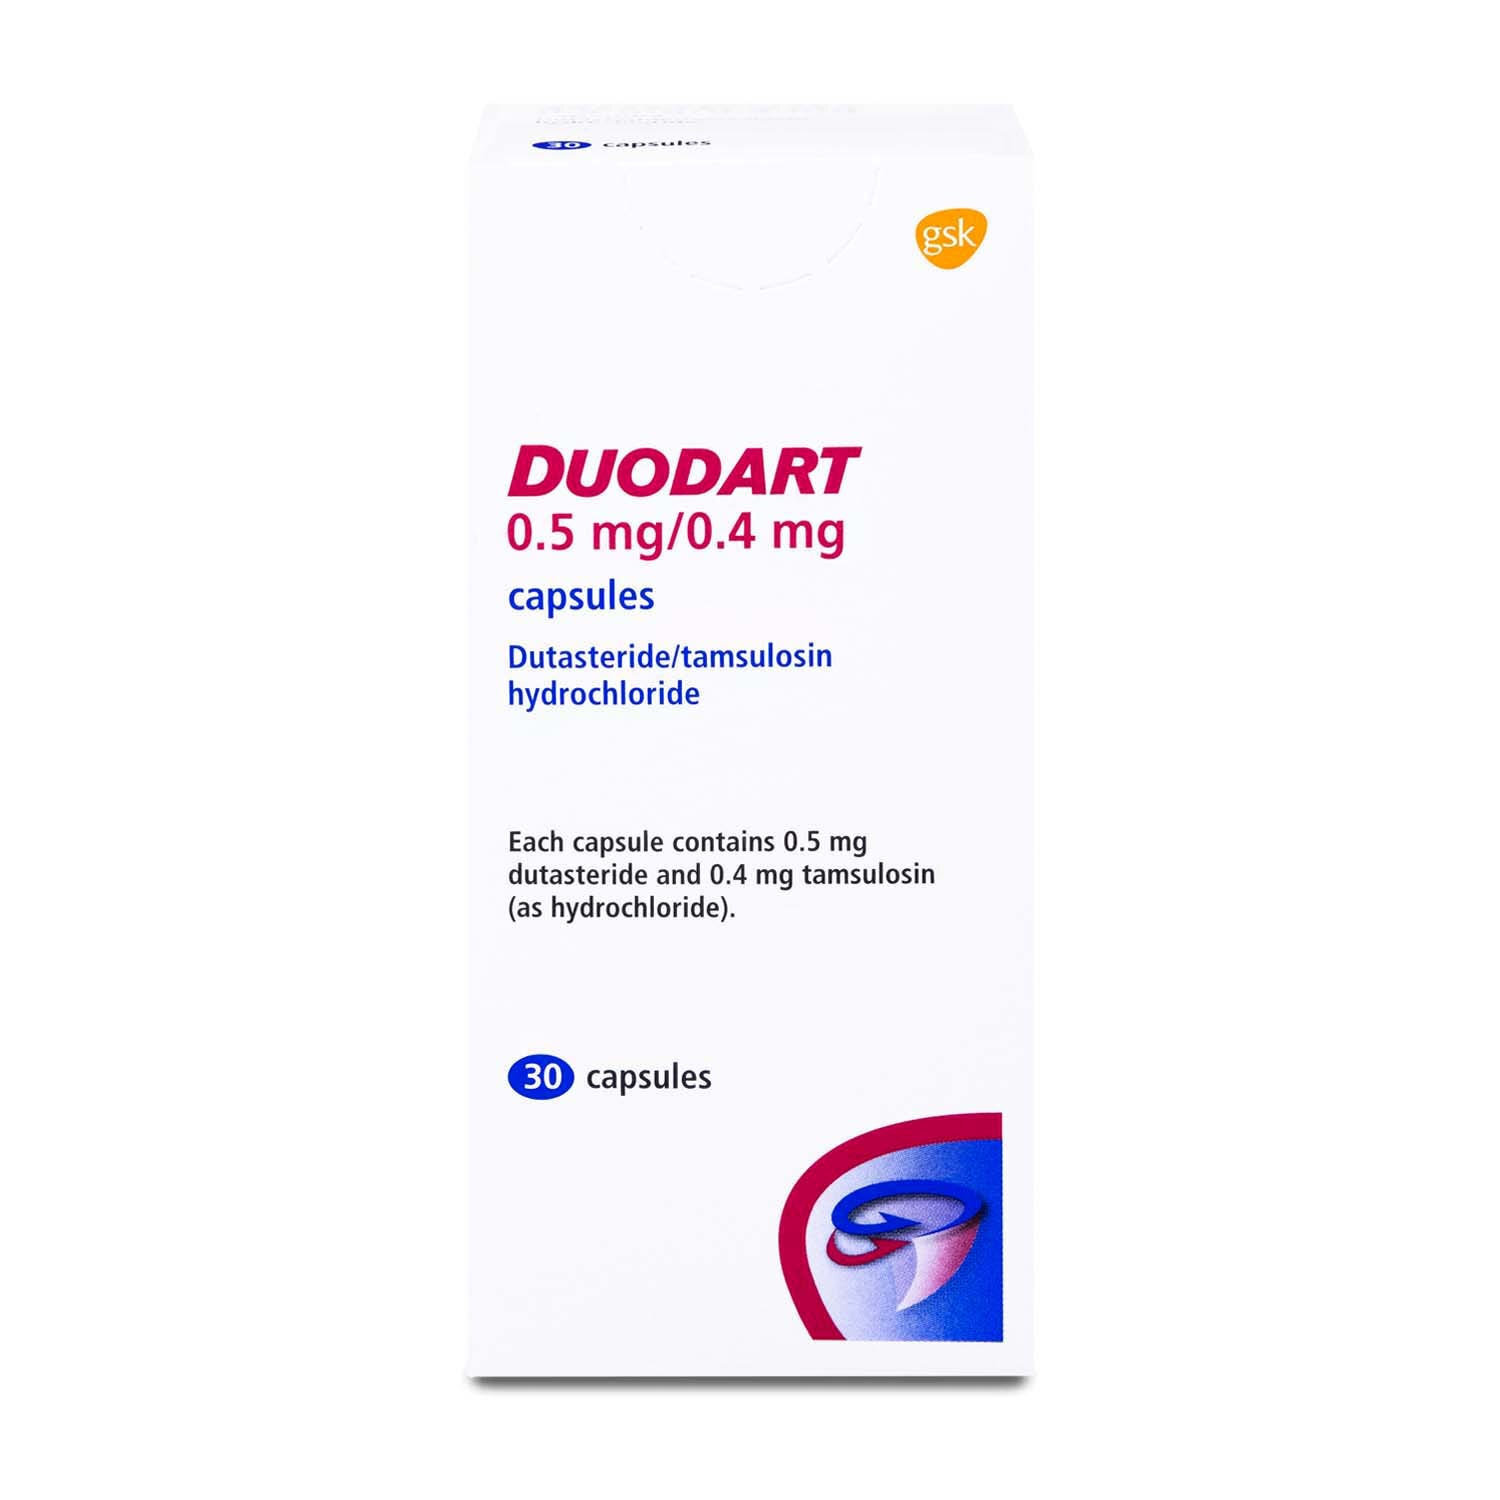 30 capsules
gsk
DUODART
0.5 mg/0.4 mg
capsules
Dutasteride/tamsulosin
hydrochloride
Each capsule contains 0.5 mg
dutasteride and 0.4 mg tamsulosin
(as hydrochloride).
30 capsules